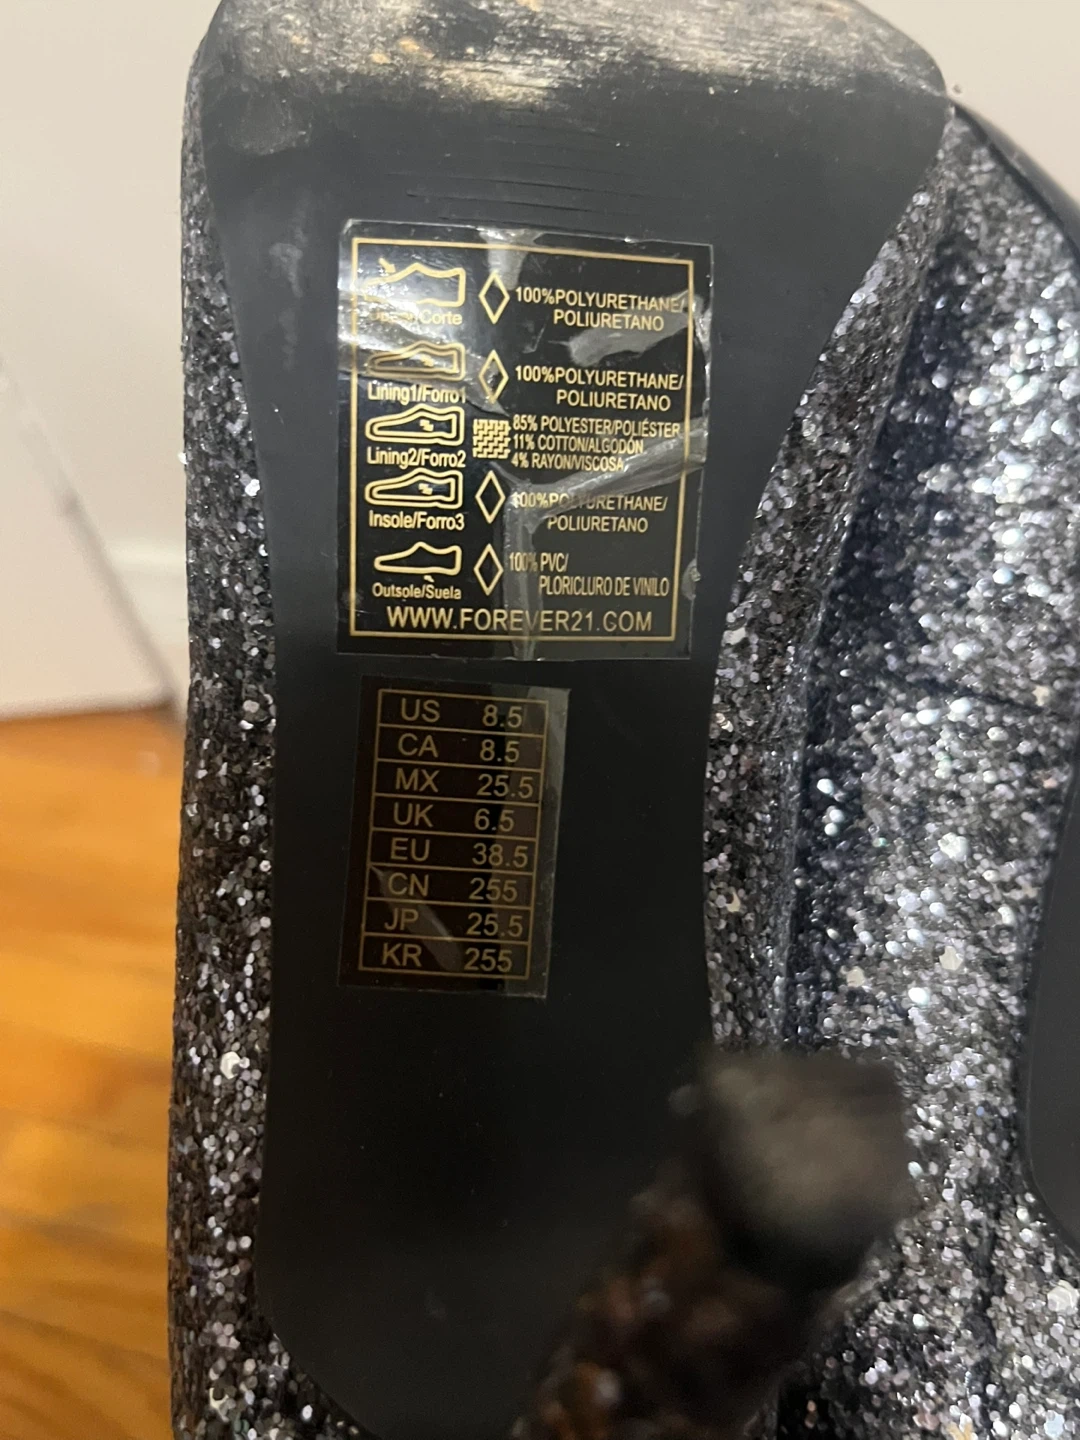 100%POLYURETHANE/
POLIURETANO
Upper/Corte
100%POLYURETHANE/
POLIURETANO
Lining1/Forro1
85% POLYESTER/POLIÉSTER
11% COTTON/ALGODÓN
4% RAYON/VISCOSA
Lining2/Forro2
100%POLYURETHANE/
POLIURETANO
Insole/Forro3
100% PVC/
PLORICLURO DE VINILO
Outsole/Suela
WWW.FOREVER21.COM
US 8.5
CA 8.5
MX 25.5
UK 6.5
EU 38.5
CN 255
JP 25.5
KR 255